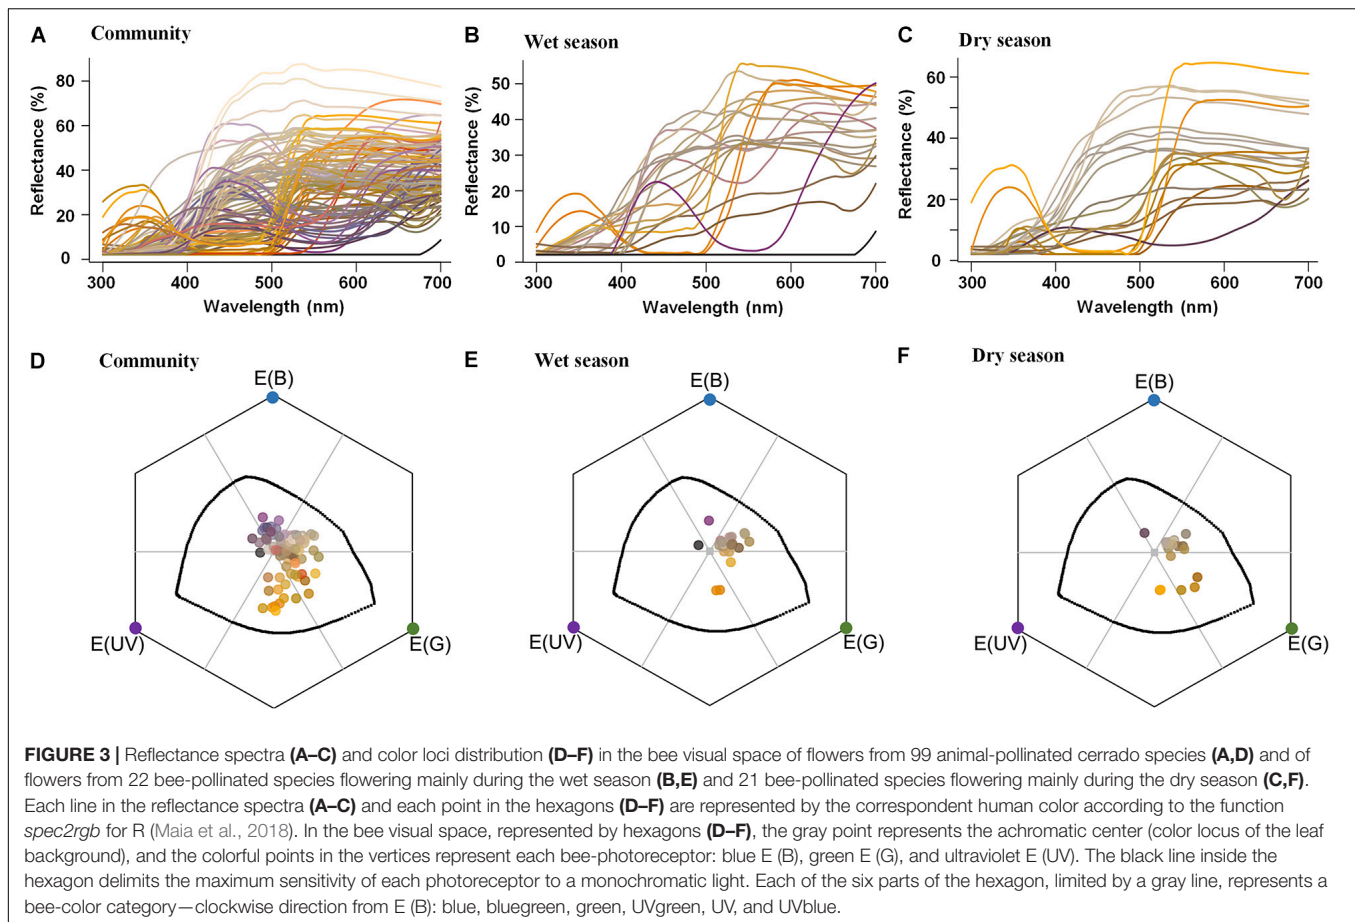 A Community
B Wet season
C Dry season
Reflectance (%)
80
60
40
20
0
300 400 500 600 700
Wavelength (nm)
Reflectance (%)
50
40
30
20
10
0
300 400 500 600 700
Wavelength (nm)
Reflectance (%)
60
40
20
0
300 400 500 600 700
Wavelength (nm)
D Community
E(B)
E(UV)
E(G)
E Wet season
E(B)
E(UV)
E(G)
F Dry season
E(B)
E(UV)
E(G)
FIGURE 3 | Reflectance spectra (A–C) and color loci distribution (D–F) in the bee visual space of flowers from 99 animal-pollinated cerrado species (A,D) and of
flowers from 22 bee-pollinated species flowering mainly during the wet season (B,E) and 21 bee-pollinated species flowering mainly during the dry season (C,F).
Each line in the reflectance spectra (A–C) and each point in the hexagons (D–F) are represented by the correspondent human color according to the function
spec2rgb for R (Maia et al., 2018). In the bee visual space, represented by hexagons (D–F), the gray point represents the achromatic center (color locus of the leaf
background), and the colorful points in the vertices represent each bee-photoreceptor: blue E (B), green E (G), and ultraviolet E (UV). The black line inside the
hexagon delimits the maximum sensitivity of each photoreceptor to a monochromatic light. Each of the six parts of the hexagon, limited by a gray line, represents a
bee-color category—clockwise direction from E (B): blue, bluegreen, green, UVgreen, UV, and UVblue.